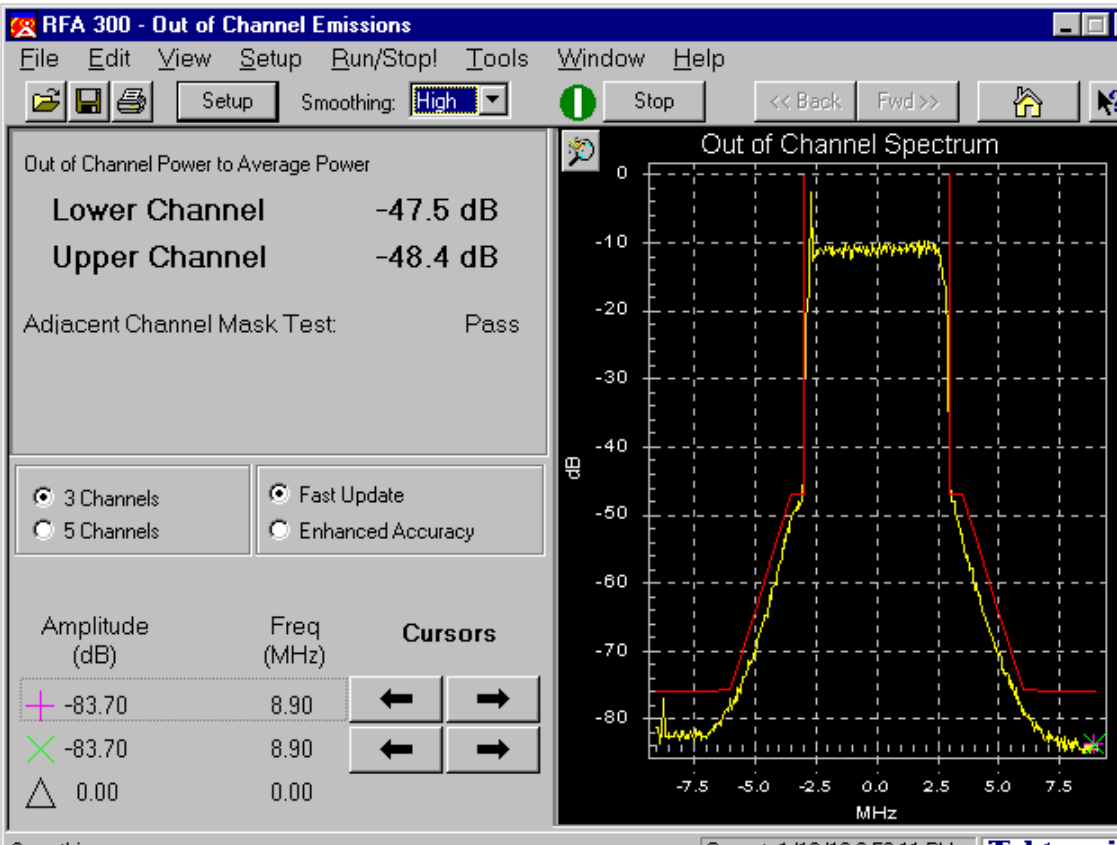 RFA 300 - Out of Channel Emissions
File Edit View Setup Run/Stop! Tools Window Help
Setup Smoothing: High Stop << Back Fwd >>
Out of Channel Power to Average Power
Lower Channel -47.5 dB
Upper Channel -48.4 dB
Adjacent Channel Mask Test: Pass
3 Channels
5 Channels
Fast Update
Enhanced Accuracy
Amplitude (dB) Freq (MHz) Cursors
-83.70 8.90
-83.70 8.90
0.00 0.00
Out of Channel Spectrum
0
-10
-20
-30
-40
-50
-60
-70
-80
dB
-7.5 -5.0 -2.5 0.0 2.5 5.0 7.5
MHz